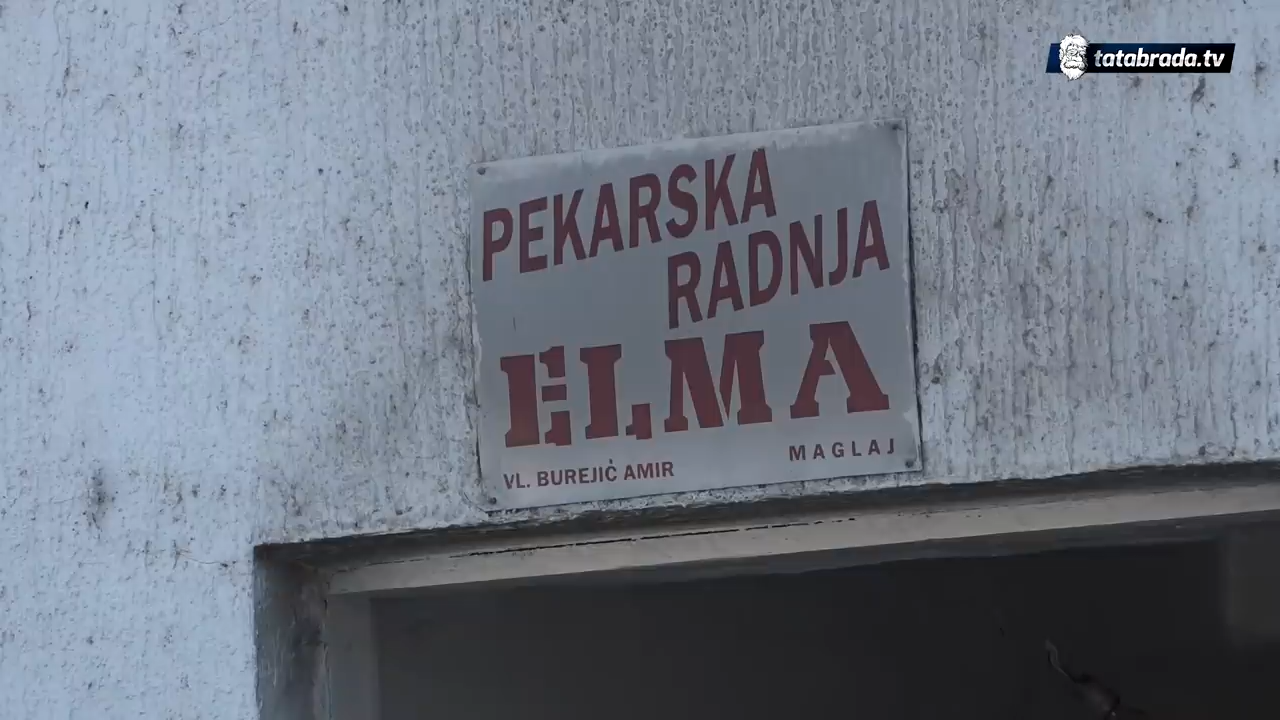 tatabrada.tv
PEKARSKA
RADNJA
ELMA
VL. BUREJIĆ AMIR
MAGLAJ